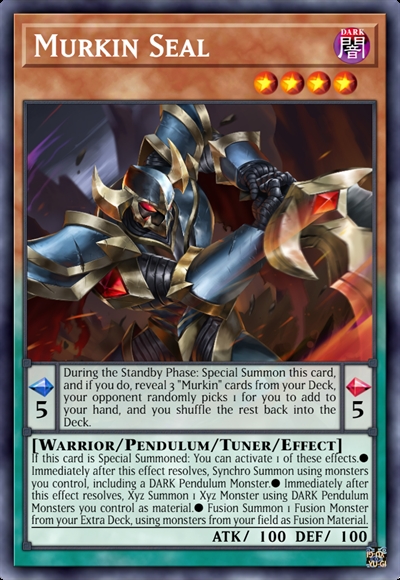 Murkin Seal
DARK
闇
During the Standby Phase: Special Summon this card,
and if you do, reveal 3 "Murkin" cards from your Deck,
your opponent randomly picks 1 for you to add to
your hand, and you shuffle the rest back into the
Deck.
5
5
[Warrior/Pendulum/Tuner/Effect]
If this card is Special Summoned: You can activate 1 of these effects.●
Immediately after this effect resolves, Synchro Summon using monsters
you control, including a DARK Pendulum Monster.● Immediately after
this effect resolves, Xyz Summon 1 Xyz Monster using DARK Pendulum
Monsters you control as material.● Fusion Summon 1 Fusion Monster
from your Extra Deck, using monsters from your field as Fusion Material.
ATK/ 100 DEF/ 100